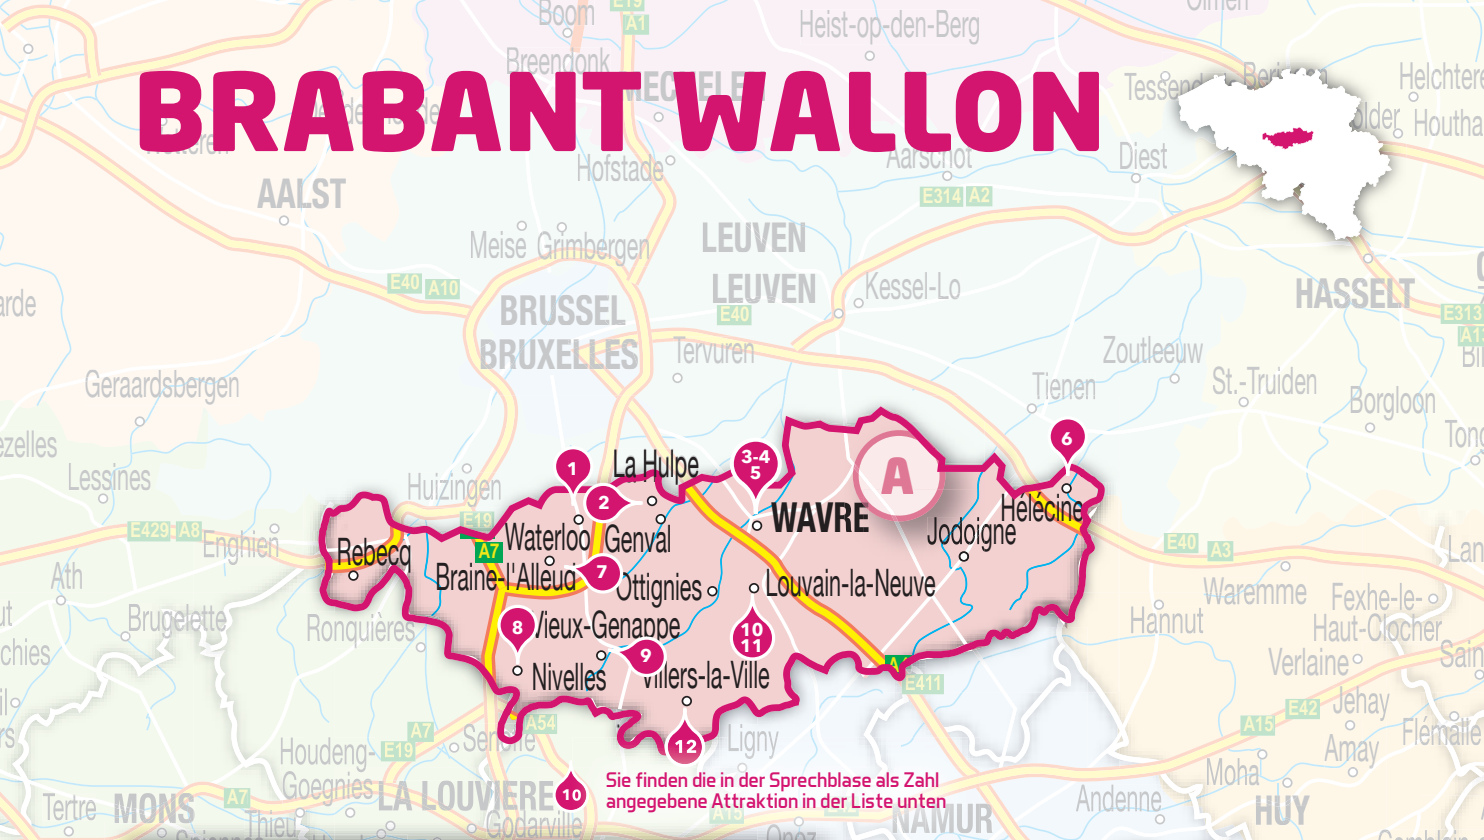 BRABANT WALLON
Boom
E19
A1
Heist-op-den-Berg
Breendonk
Hofstade
Aarschot
Diest
Houtha
AALST
E314 A2
Meise Grimbergen
LEUVEN
LEUVEN
Kessel-Lo
HASSELT
E313
E40 A10
BRUSSEL
BRUXELLES
E40
Tervuren
Zoutleeuw
Tienen
St.-Truiden
Borgloon
Geraardsbergen
Lessines
Huizingen
1
La Hulpe
3-4
5
6
A
2
E19
A7
Waterloo
Genval
WAVRE
Hélécine
Jodoigne
E429 A8
Enghien
Rebecq
Braine-l'Alleud
7
Ottignies
Louvain-la-Neuve
E40 A3
Waremme
Fexhe-le-
Haut-Clocher
Ath
Brugelette
Ronquières
8
Vieux-Genappe
10
11
Hannut
Verlaine
9
Nivelles
Villers-la-Ville
E411
Jehay
E42
A15
Amay
Flémalle
A54
A7
E19
12
Ligny
Houdeng-
Goegnies
Moha
Andenne
HUY
Tertre
MONS
A7
LA LOUVIERE
10
Sie finden die in der Sprechblase als Zahl
angegebene Attraktion in der Liste unten
A15
NAMUR
Thieu
Godarville